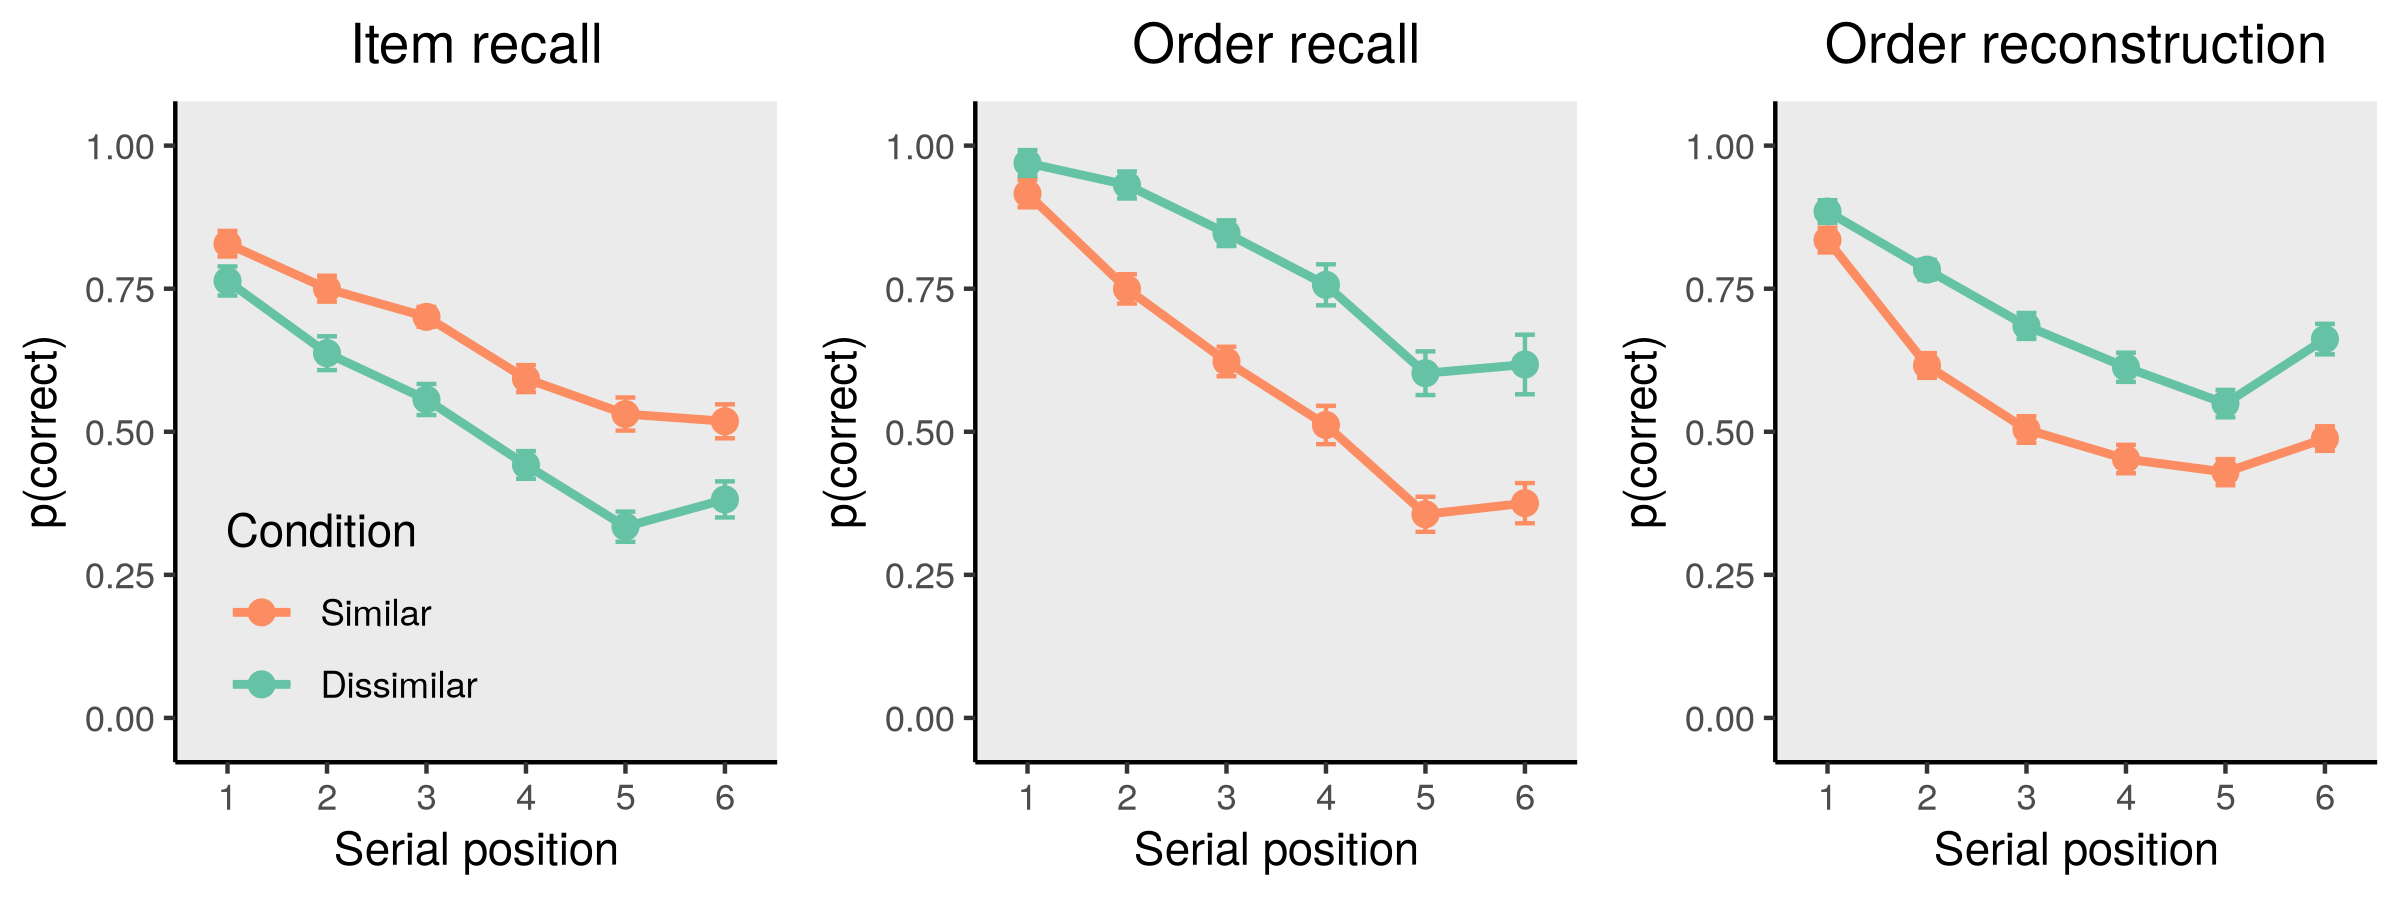 Item recall
p(correct)
1.00
0.75
0.50
0.25
0.00
Condition
Similar
Dissimilar
1 2 3 4 5 6
Serial position
Order recall
p(correct)
1.00
0.75
0.50
0.25
0.00
1 2 3 4 5 6
Serial position
Order reconstruction
p(correct)
1.00
0.75
0.50
0.25
0.00
1 2 3 4 5 6
Serial position